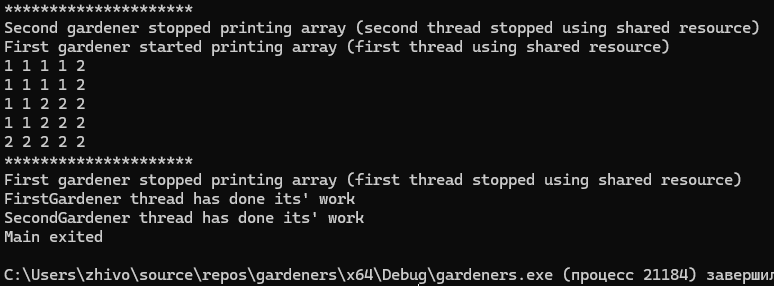 *********************
Second gardener stopped printing array (second thread stopped using shared resource)
First gardener started printing array (first thread using shared resource)
1 1 1 1 2
1 1 1 1 2
1 1 2 2 2
1 1 2 2 2
2 2 2 2 2
*********************
First gardener stopped printing array (first thread stopped using shared resource)
FirstGardener thread has done its' work
SecondGardener thread has done its' work
Main exited
C:\Users\zhivo\source\repos\gardeners\x64\Debug\gardeners.exe (процесс 21184) завершил